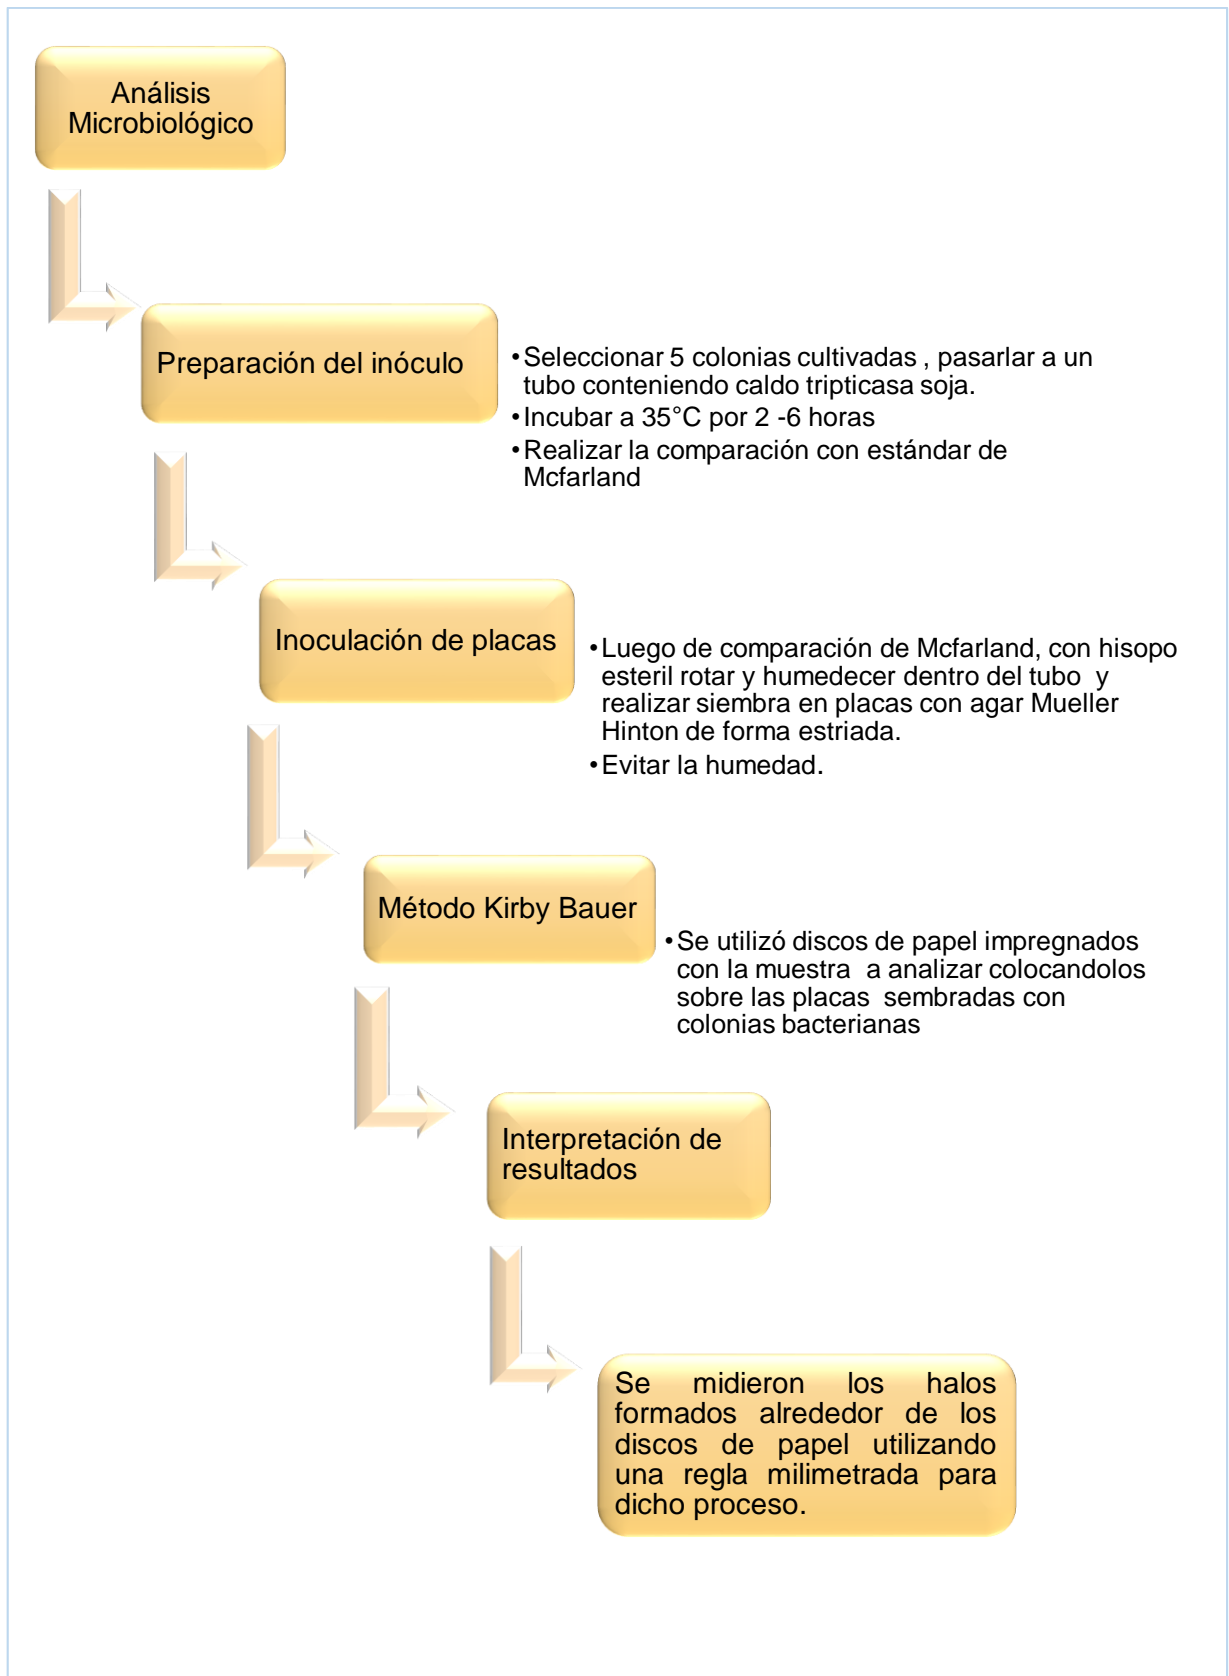 Análisis
Microbiológico
Preparación del inóculo
•Seleccionar 5 colonias cultivadas , pasarlar a un
tubo conteniendo caldo tripticasa soja.
•Incubar a 35°C por 2 -6 horas
•Realizar la comparación con estándar de
Mcfarland
Inoculación de placas
•Luego de comparación de Mcfarland, con hisopo
esteril rotar y humedecer dentro del tubo y
realizar siembra en placas con agar Mueller
Hinton de forma estriada.
•Evitar la humedad.
Método Kirby Bauer
•Se utilizó discos de papel impregnados
con la muestra a analizar colocandolos
sobre las placas sembradas con
colonias bacterianas
Interpretación de
resultados
Se midieron los halos
formados alrededor de los
discos de papel utilizando
una regla milimetrada para
dicho proceso.